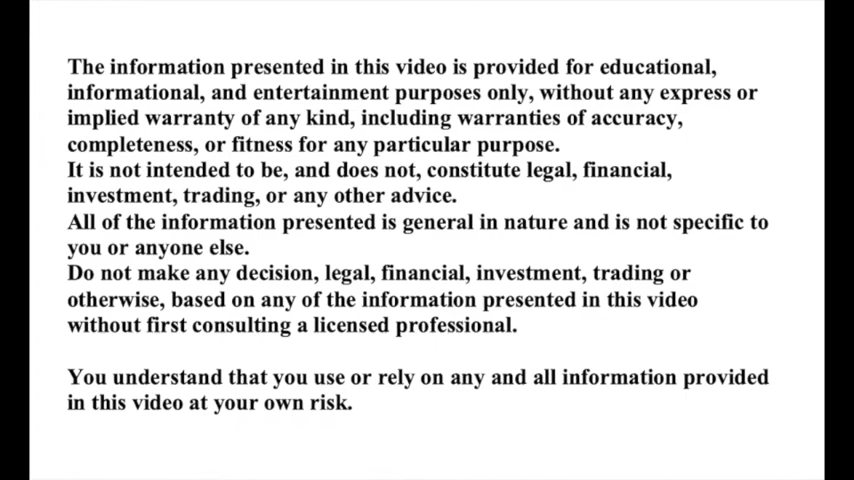 The information presented in this video is provided for educational,
informational, and entertainment purposes only, without any express or
implied warranty of any kind, including warranties of accuracy,
completeness, or fitness for any particular purpose.
It is not intended to be, and does not, constitute legal, financial,
investment, trading, or any other advice.
All of the information presented is general in nature and is not specific to
you or anyone else.
Do not make any decision, legal, financial, investment, trading or
otherwise, based on any of the information presented in this video
without first consulting a licensed professional.
You understand that you use or rely on any and all information provided
in this video at your own risk.